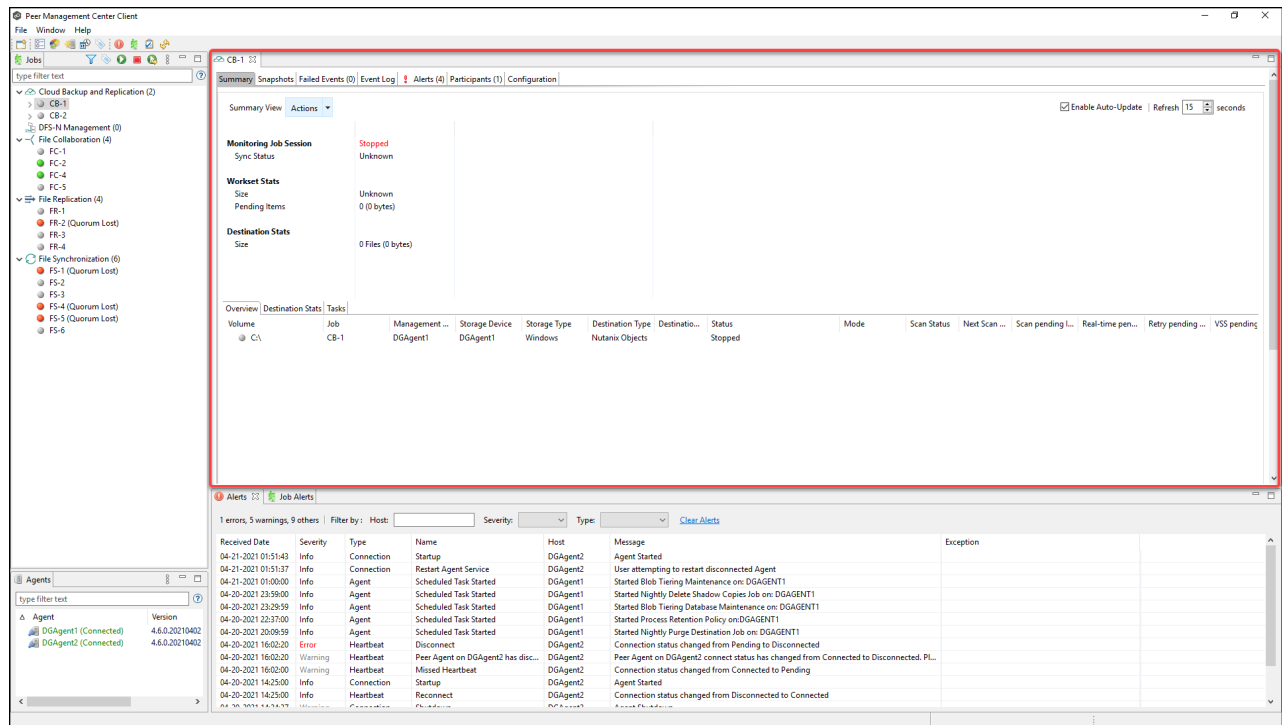 Peer Management Center Client
File Window Help
Jobs
type filter text
Cloud Backup and Replication (2)
CB-1
CB-2
DFS-N Management (0)
File Collaboration (4)
FC-1
FC-2
FC-4
FC-5
File Replication (4)
FR-1
FR-2 (Quorum Lost)
FR-3
FR-4
File Synchronization (6)
FS-1 (Quorum Lost)
FS-2
FS-3
FS-4 (Quorum Lost)
FS-5 (Quorum Lost)
FS-6
Agents
type filter text
Agent Version
DGAgent1 (Connected) 4.6.0.20210402
DGAgent2 (Connected) 4.6.0.20210402
CB-1
Summary Snapshots Failed Events (0) Event Log Alerts (4) Participants (1) Configuration
Summary View Actions Enable Auto-Update Refresh 15 seconds
Monitoring Job Session Stopped
Sync Status Unknown
Workset Stats
Size Unknown
Pending Items 0 (0 bytes)
Destination Stats
Size 0 Files (0 bytes)
Overview Destination Stats Tasks
Volume Job Management ... Storage Device Storage Type Destination Type Destinatio... Status Mode Scan Status Next Scan ... Scan pending I... Real-time pen... Retry pending ... VSS pending
C:\ CB-1 DGAgent1 DGAgent1 Windows Nutanix Objects Stopped
Alerts Job Alerts
1 errors, 5 warnings, 9 others Filter by: Host: Severity: Type: Clear Alerts
Received Date Severity Type Name Host Message Exception
04-21-2021 01:51:43 Info Connection Startup DGAgent2 Agent Started
04-21-2021 01:51:37 Info Connection Restart Agent Service DGAgent2 User attempting to restart disconnected Agent
04-21-2021 01:00:00 Info Agent Scheduled Task Started DGAgent1 Started Blob Tiering Maintenance on: DGAGENT1
04-20-2021 23:59:00 Info Agent Scheduled Task Started DGAgent1 Started Nightly Delete Shadow Copies Job on: DGAGENT1
04-20-2021 23:29:59 Info Agent Scheduled Task Started DGAgent1 Started Blob Tiering Database Maintenance on: DGAGENT1
04-20-2021 22:37:00 Info Agent Scheduled Task Started DGAgent1 Started Process Retention Policy on:DGAGENT1
04-20-2021 20:09:59 Info Agent Scheduled Task Started DGAgent1 Started Nightly Purge Destination Job on: DGAGENT1
04-20-2021 16:02:20 Error Heartbeat Disconnect DGAgent2 Connection status changed from Pending to Disconnected
04-20-2021 16:02:20 Warning Heartbeat Peer Agent on DGAgent2 has disc... DGAgent2 Peer Agent on DGAgent2 connect status has changed from Connected to Disconnected. Pl...
04-20-2021 16:02:00 Warning Heartbeat Missed Heartbeat DGAgent2 Connection status changed from Connected to Pending
04-20-2021 14:25:00 Info Connection Startup DGAgent2 Agent Started
04-20-2021 14:25:00 Info Heartbeat Reconnect DGAgent2 Connection status changed from Disconnected to Connected